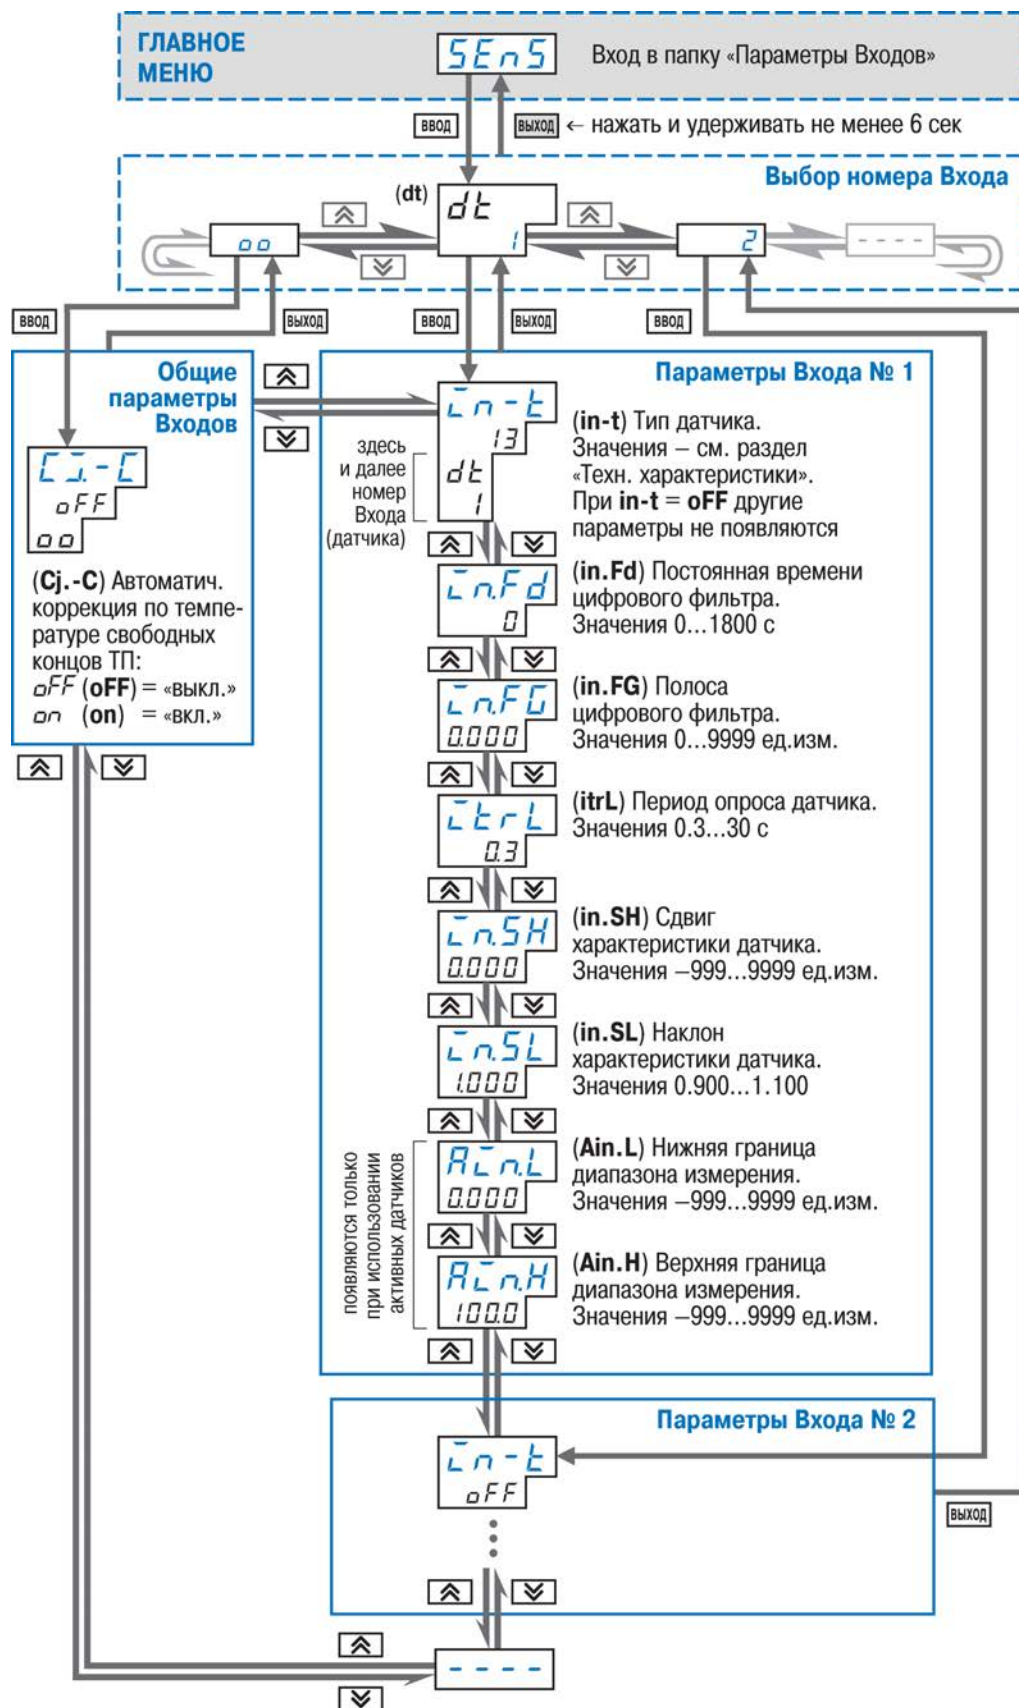 ГЛАВНОЕ
МЕНЮ
SEnS
Вход в папку «Параметры Входов»
ВВОД
ВЫХОД
← нажать и удерживать не менее 6 сек
Выбор номера Входа
(dt)
dt
1
oo
2
- - - -
ВВОД
ВЫХОД
ВВОД
ВЫХОД
ВВОД
Общие
параметры
Входов
Cj.-C
oFF
oo
(Cj.-C) Автоматич.
коррекция по темпе-
ратуре свободных
концов ТП:
oFF (oFF) = «выкл.»
on (on) = «вкл.»
Параметры Входа № 1
in-t
13
dt
1
здесь
и далее
номер
Входа
(датчика)
(in-t) Тип датчика.
Значения – см. раздел
«Техн. характеристики».
При in-t = oFF другие
параметры не появляются
in.Fd
0
(in.Fd) Постоянная времени
цифрового фильтра.
Значения 0...1800 с
in.FG
0.000
(in.FG) Полоса
цифрового фильтра.
Значения 0...9999 ед.изм.
itrL
0.3
(itrL) Период опроса датчика.
Значения 0.3...30 с
in.SH
0.000
(in.SH) Сдвиг
характеристики датчика.
Значения –999...9999 ед.изм.
in.SL
1.000
(in.SL) Наклон
характеристики датчика.
Значения 0.900...1.100
появляются только
при использовании
активных датчиков
Ain.L
0.000
(Ain.L) Нижняя граница
диапазона измерения.
Значения –999...9999 ед.изм.
Ain.H
100.0
(Ain.H) Верхняя граница
диапазона измерения.
Значения –999...9999 ед.изм.
Параметры Входа № 2
in-t
oFF
ВЫХОД
- - - -